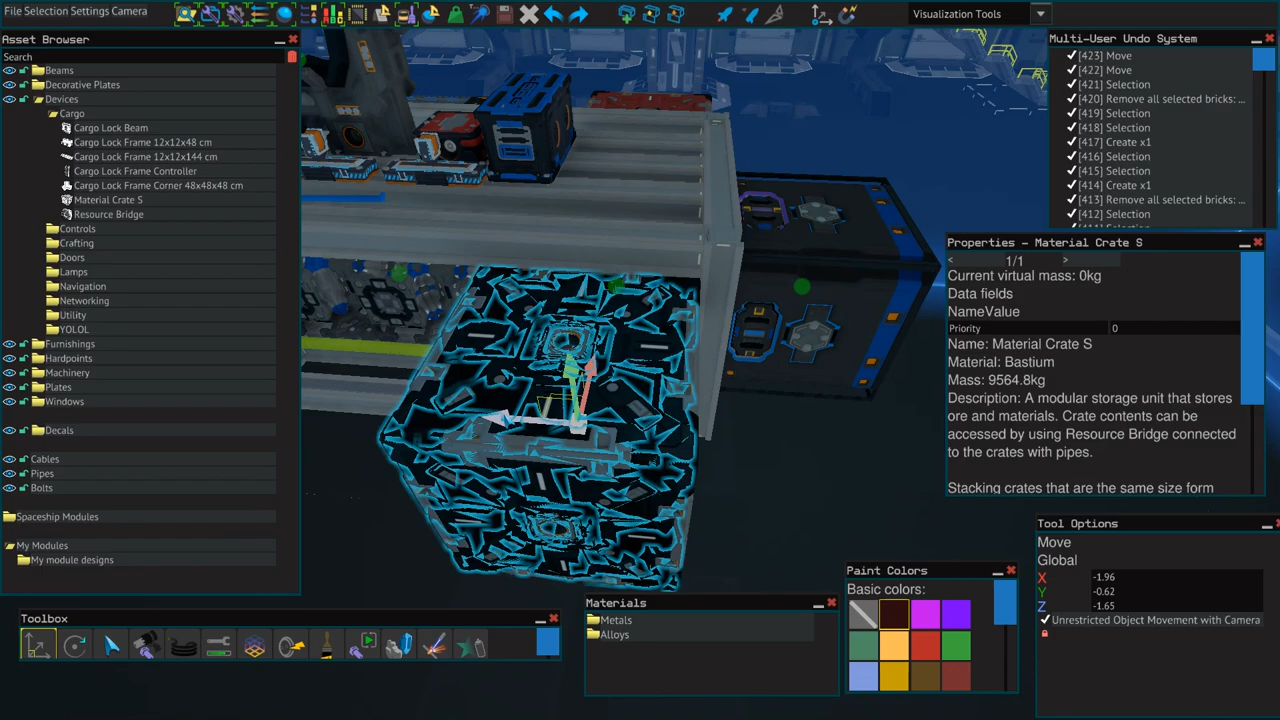 File Selection Settings Camera
Visualization Tools
Asset Browser
Search
Beams
Decorative Plates
Devices
Cargo
Cargo Lock Beam
Cargo Lock Frame 12x12x48 cm
Cargo Lock Frame 12x12x144 cm
Cargo Lock Frame Controller
Cargo Lock Frame Corner 48x48x48 cm
Material Crate S
Resource Bridge
Controls
Crafting
Doors
Lamps
Navigation
Networking
Utility
YOLOL
Furnishings
Hardpoints
Machinery
Plates
Windows
Decals
Cables
Pipes
Bolts
Spaceship Modules
My Modules
My module designs
Multi-User Undo System
[423] Move
[422] Move
[421] Selection
[420] Remove all selected bricks: ...
[419] Selection
[418] Selection
[417] Create x1
[416] Selection
[415] Selection
[414] Create x1
[413] Remove all selected bricks: ...
[412] Selection
Properties - Material Crate S
< 1/1 >
Current virtual mass: 0kg
Data fields
NameValue
Priority 0
Name: Material Crate S
Material: Bastium
Mass: 9564.8kg
Description: A modular storage unit that stores
ore and materials. Crate contents can be
accessed by using Resource Bridge connected
to the crates with pipes.
Stacking crates that are the same size form
Tool Options
Move
Global
X -1.96
Y -0.62
Z -1.65
Unrestricted Object Movement with Camera
Paint Colors
Basic colors:
Materials
Metals
Alloys
Toolbox